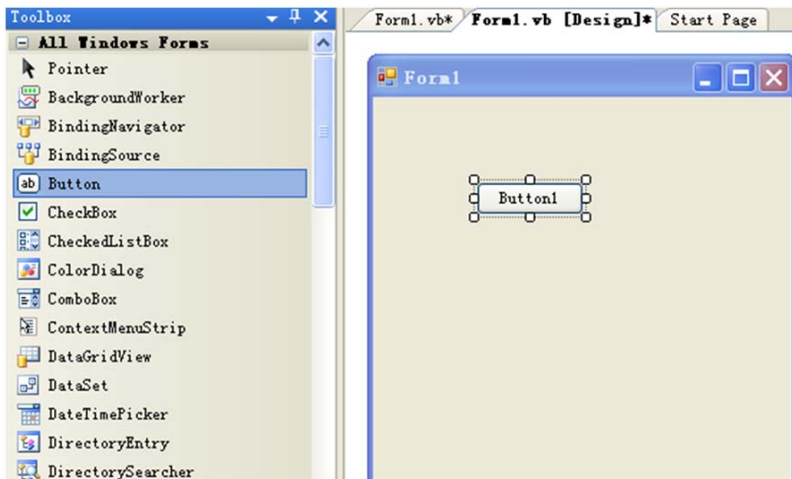 Toolbox
All Windows Forms
Pointer
BackgroundWorker
BindingNavigator
BindingSource
ab Button
CheckBox
CheckedListBox
ColorDialog
ComboBox
ContextMenuStrip
DataGridView
DataSet
DateTimePicker
DirectoryEntry
DirectorySearcher
Form1.vb* Form1.vb [Design]* Start Page
Form1
Button1